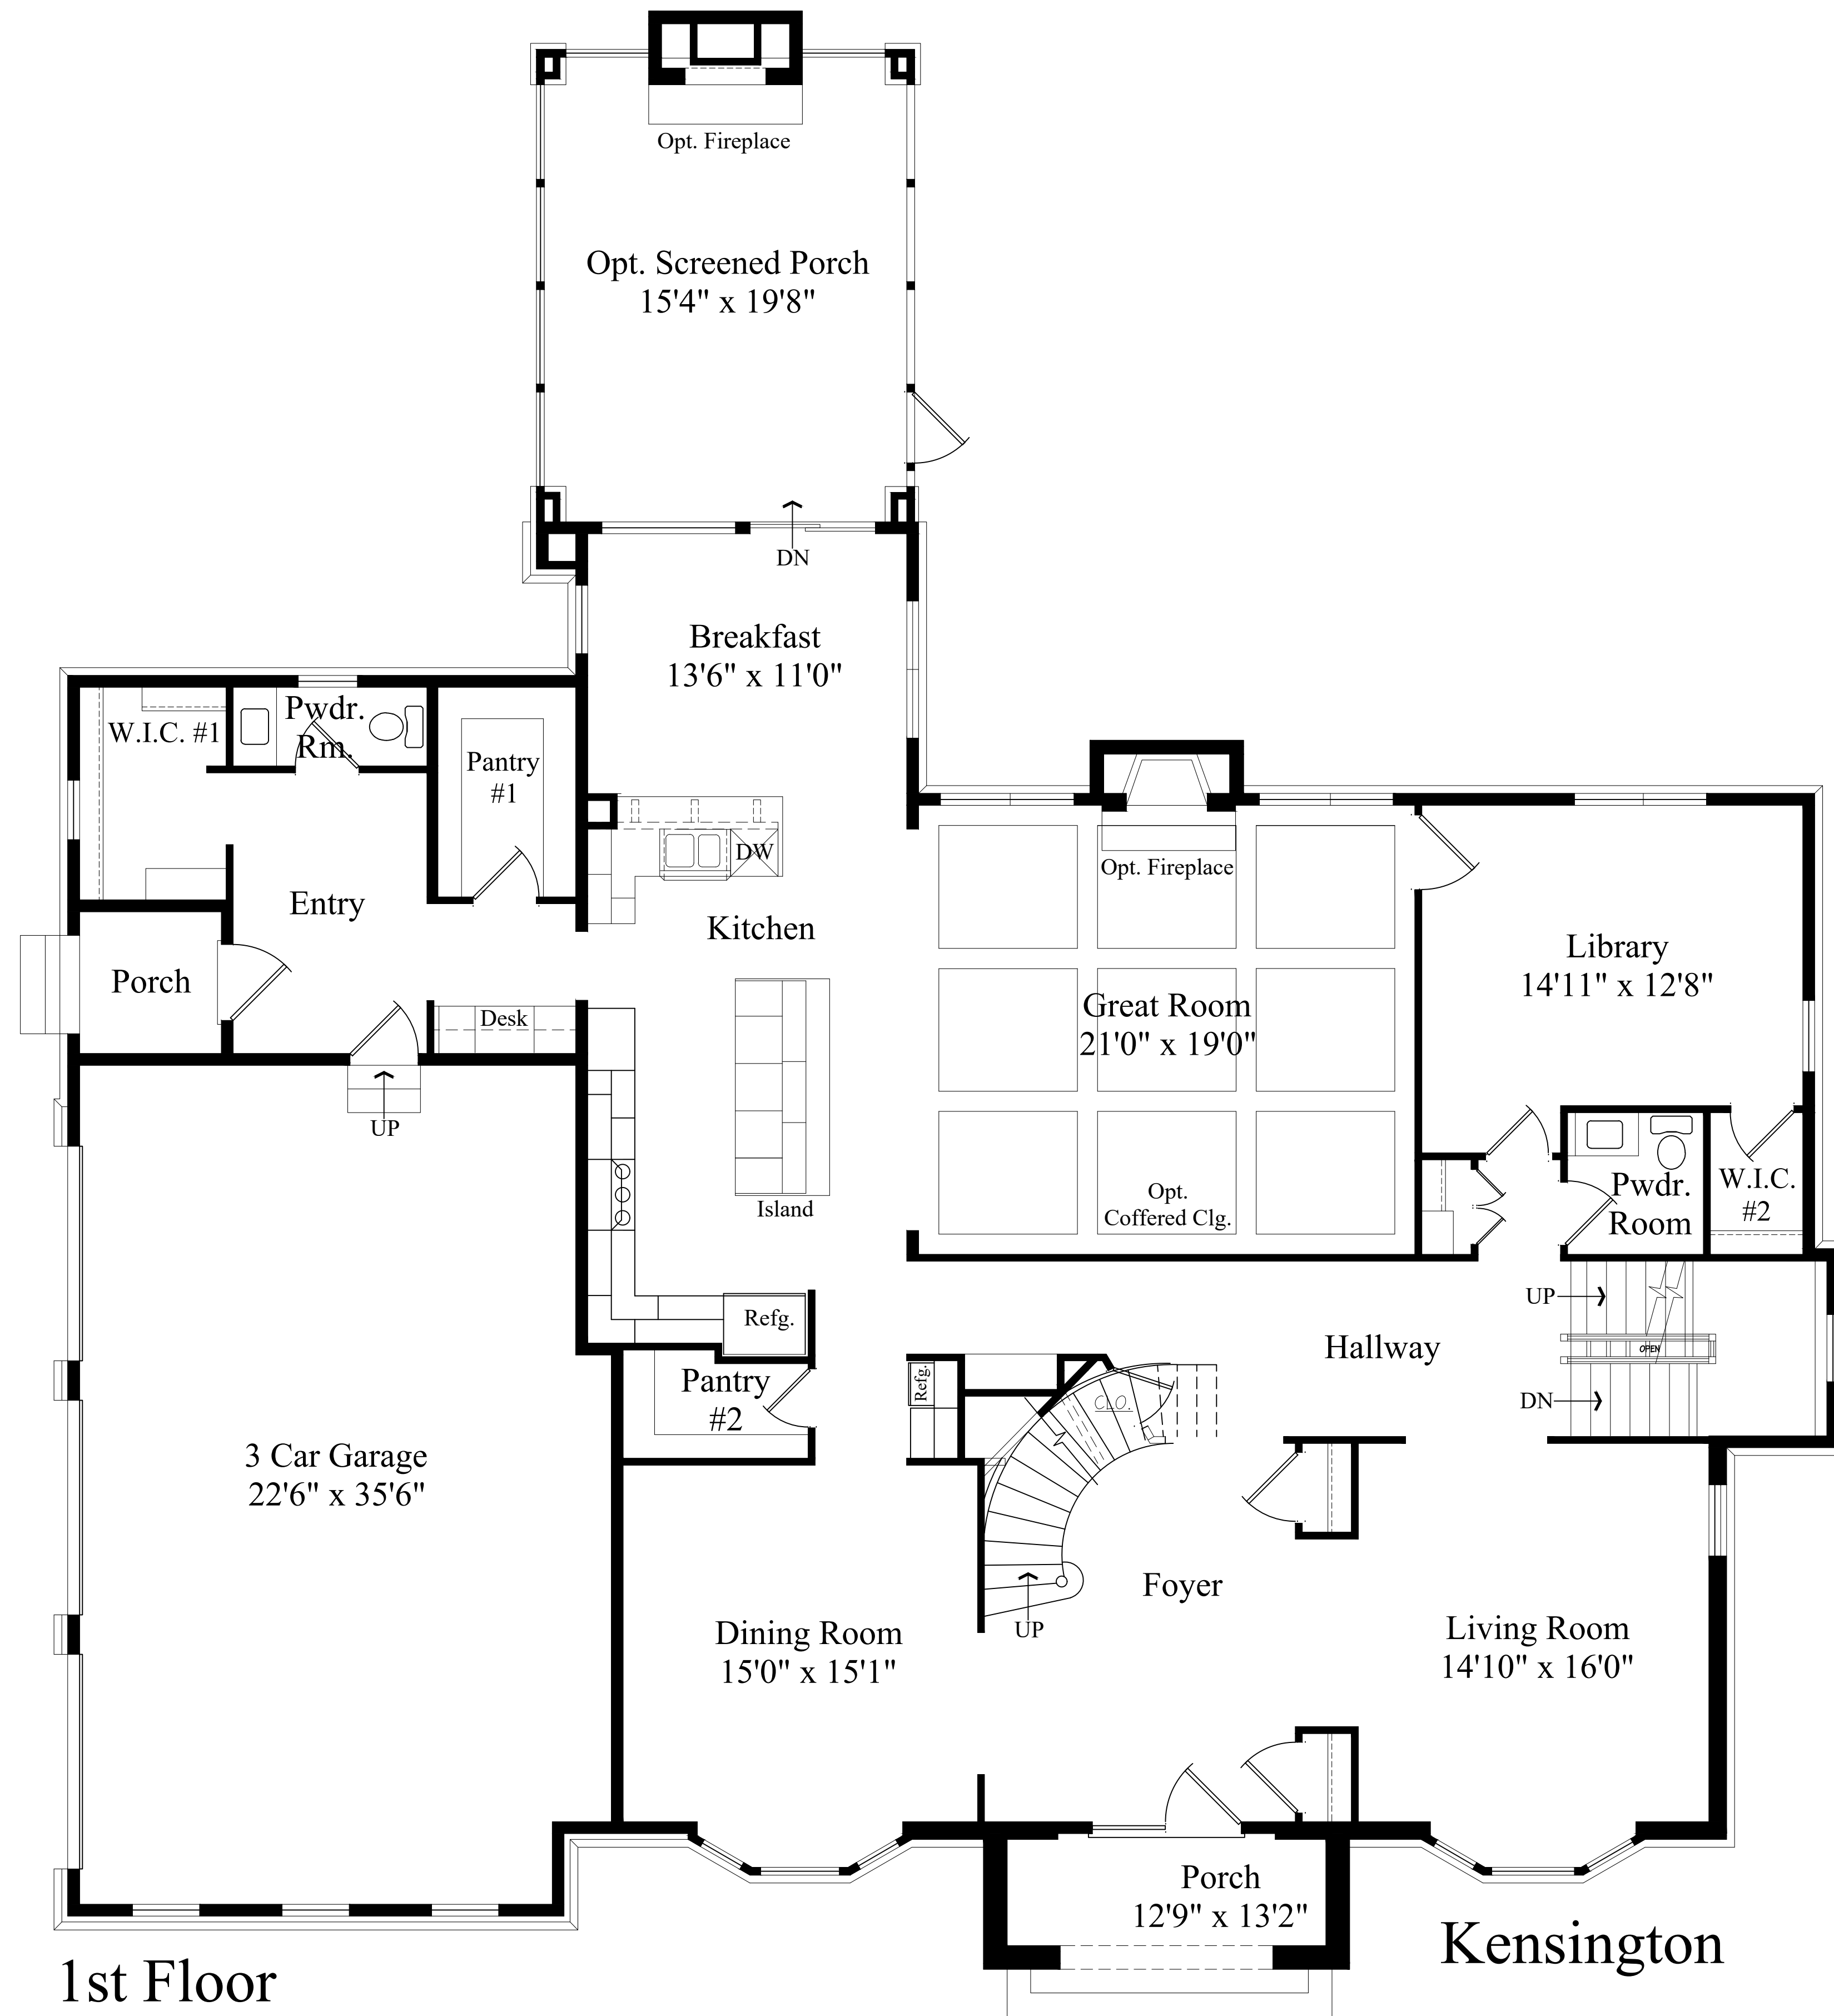 Opt. Fireplace
Opt. Screened Porch
15'4" x 19'8"
DN
Breakfast
13'6" x 11'0"
W.I.C. #1
Pwdr.
Rm.
Pantry
#1
DW
Opt. Fireplace
Entry
Kitchen
Library
14'11" x 12'8"
Porch
Desk
Great Room
21'0" x 19'0"
UP
Island
Opt.
Coffered Clg.
Pwdr.
Room
W.I.C.
#2
UP
Refg.
Hallway
OPEN
Pantry
#2
Refg.
CLO.
DN
3 Car Garage
22'6" x 35'6"
Foyer
UP
Dining Room
15'0" x 15'1"
Living Room
14'10" x 16'0"
Porch
12'9" x 13'2"
Kensington
1st Floor